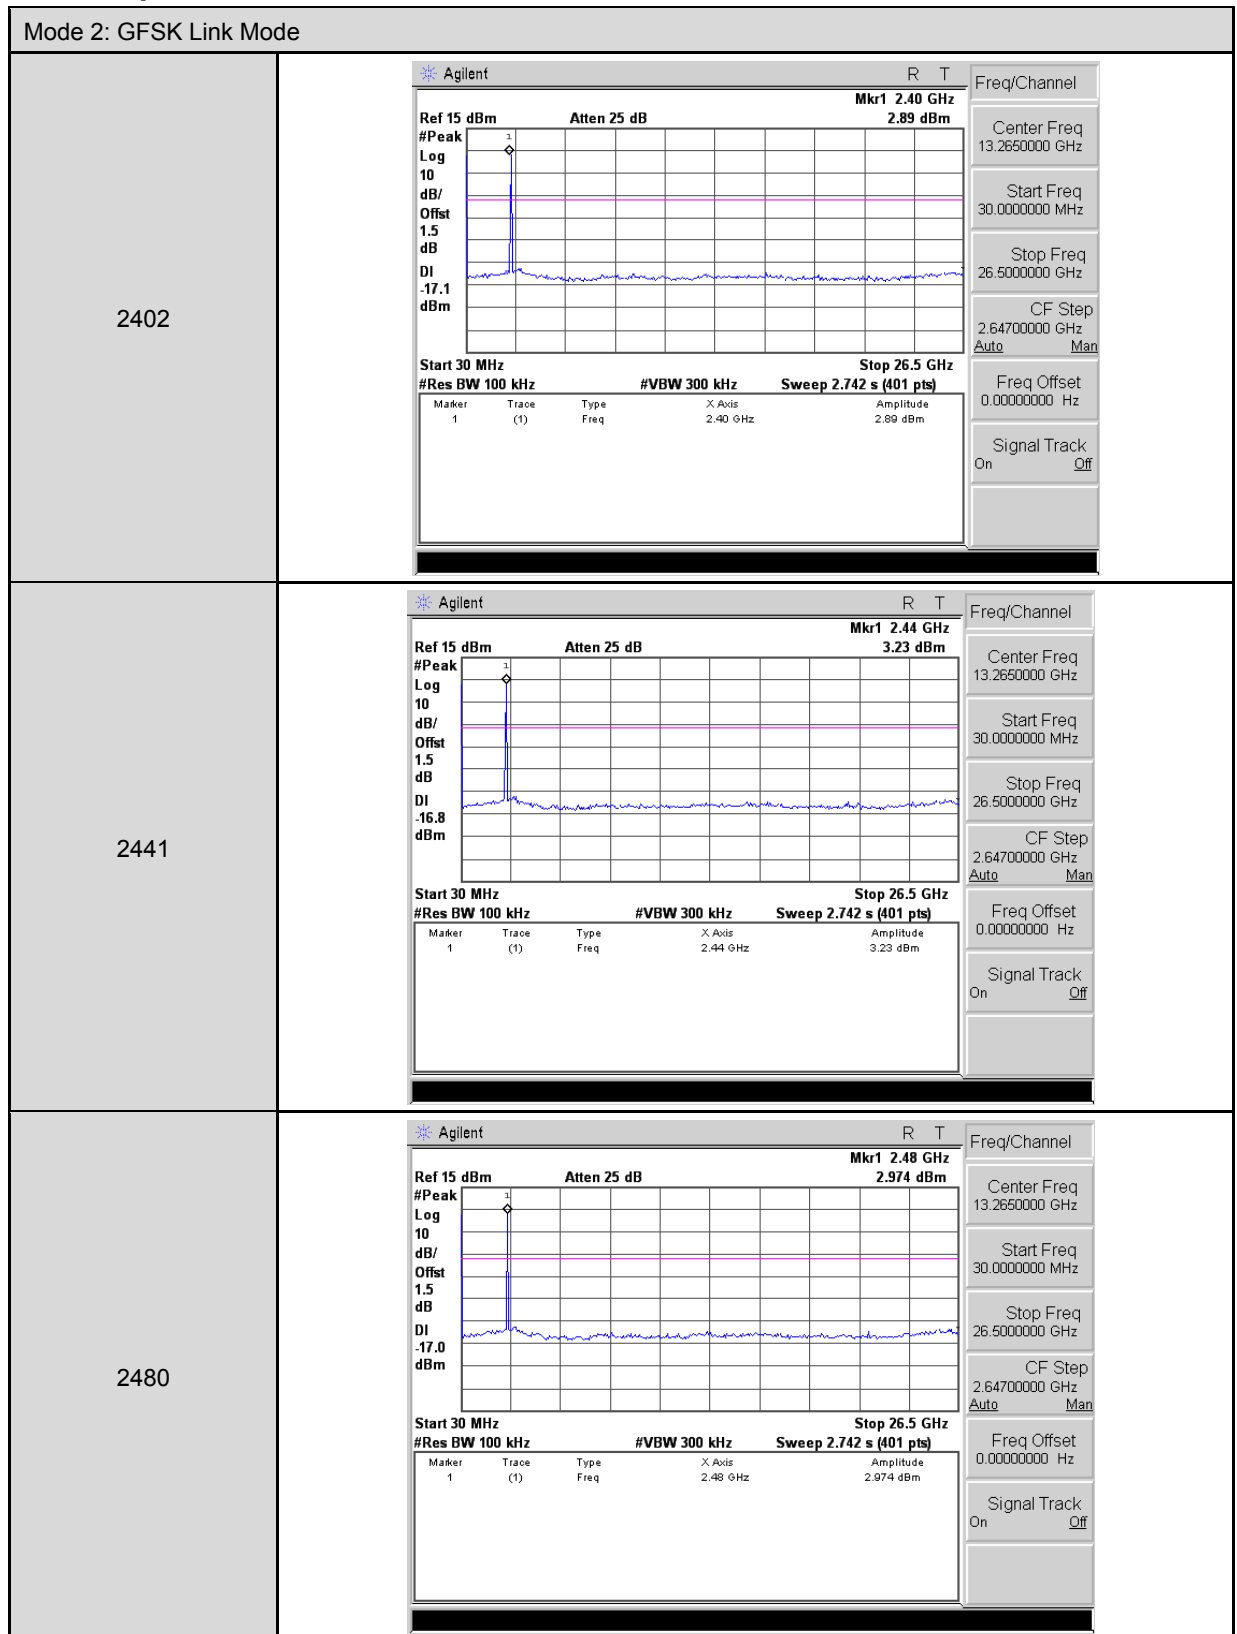 Mode 2: GFSK Link Mode
2402
Agilent R T
Mkr1 2.40 GHz
Ref 15 dBm Atten 25 dB 2.89 dBm
#Peak
Log
10
dB/
Offst
1.5
dB
DI
-17.1
dBm
1
Start 30 MHz Stop 26.5 GHz
#Res BW 100 kHz #VBW 300 kHz Sweep 2.742 s (401 pts)
Marker Trace Type X Axis Amplitude
1 (1) Freq 2.40 GHz 2.89 dBm
Freq/Channel
Center Freq
13.2650000 GHz
Start Freq
30.0000000 MHz
Stop Freq
26.5000000 GHz
CF Step
2.64700000 GHz
Auto Man
Freq Offset
0.00000000 Hz
Signal Track
On Off
2441
Agilent R T
Mkr1 2.44 GHz
Ref 15 dBm Atten 25 dB 3.23 dBm
#Peak
Log
10
dB/
Offst
1.5
dB
DI
-16.8
dBm
1
Start 30 MHz Stop 26.5 GHz
#Res BW 100 kHz #VBW 300 kHz Sweep 2.742 s (401 pts)
Marker Trace Type X Axis Amplitude
1 (1) Freq 2.44 GHz 3.23 dBm
Freq/Channel
Center Freq
13.2650000 GHz
Start Freq
30.0000000 MHz
Stop Freq
26.5000000 GHz
CF Step
2.64700000 GHz
Auto Man
Freq Offset
0.00000000 Hz
Signal Track
On Off
2480
Agilent R T
Mkr1 2.48 GHz
Ref 15 dBm Atten 25 dB 2.974 dBm
#Peak
Log
10
dB/
Offst
1.5
dB
DI
-17.0
dBm
1
Start 30 MHz Stop 26.5 GHz
#Res BW 100 kHz #VBW 300 kHz Sweep 2.742 s (401 pts)
Marker Trace Type X Axis Amplitude
1 (1) Freq 2.48 GHz 2.974 dBm
Freq/Channel
Center Freq
13.2650000 GHz
Start Freq
30.0000000 MHz
Stop Freq
26.5000000 GHz
CF Step
2.64700000 GHz
Auto Man
Freq Offset
0.00000000 Hz
Signal Track
On Off